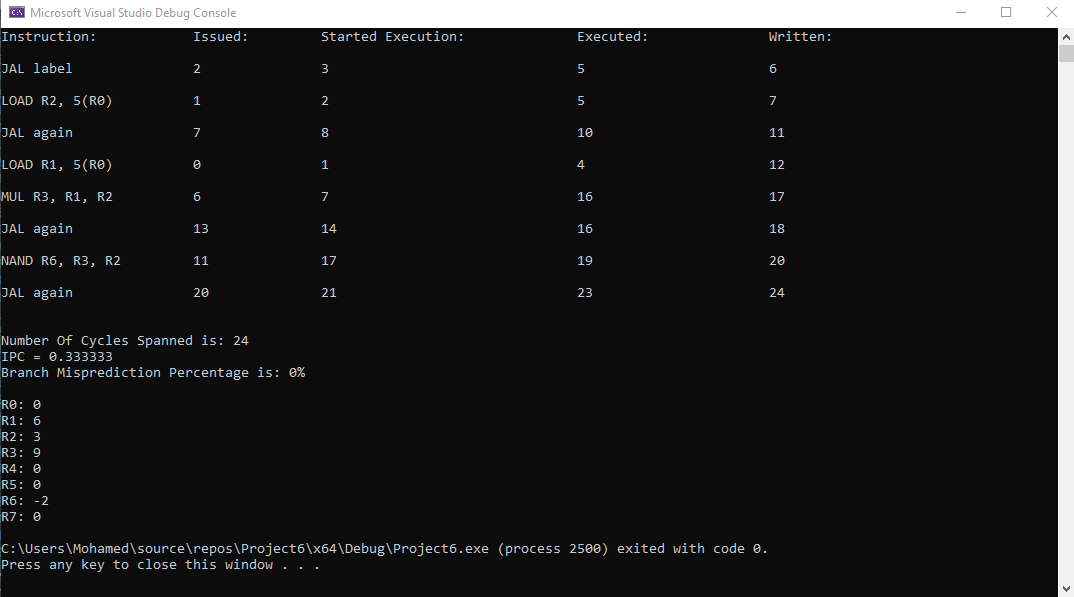 Microsoft Visual Studio Debug Console
Instruction: Issued: Started Execution: Executed: Written:
JAL label 2 3 5 6
LOAD R2, 5(R0) 1 2 5 7
JAL again 7 8 10 11
LOAD R1, 5(R0) 0 1 4 12
MUL R3, R1, R2 6 7 16 17
JAL again 13 14 16 18
NAND R6, R3, R2 11 17 19 20
JAL again 20 21 23 24
Number Of Cycles Spanned is: 24
IPC = 0.333333
Branch Misprediction Percentage is: 0%
R0: 0
R1: 6
R2: 3
R3: 9
R4: 0
R5: 0
R6: -2
R7: 0
C:\Users\Mohamed\source\repos\Project6\x64\Debug\Project6.exe (process 2500) exited with code 0.
Press any key to close this window . . .